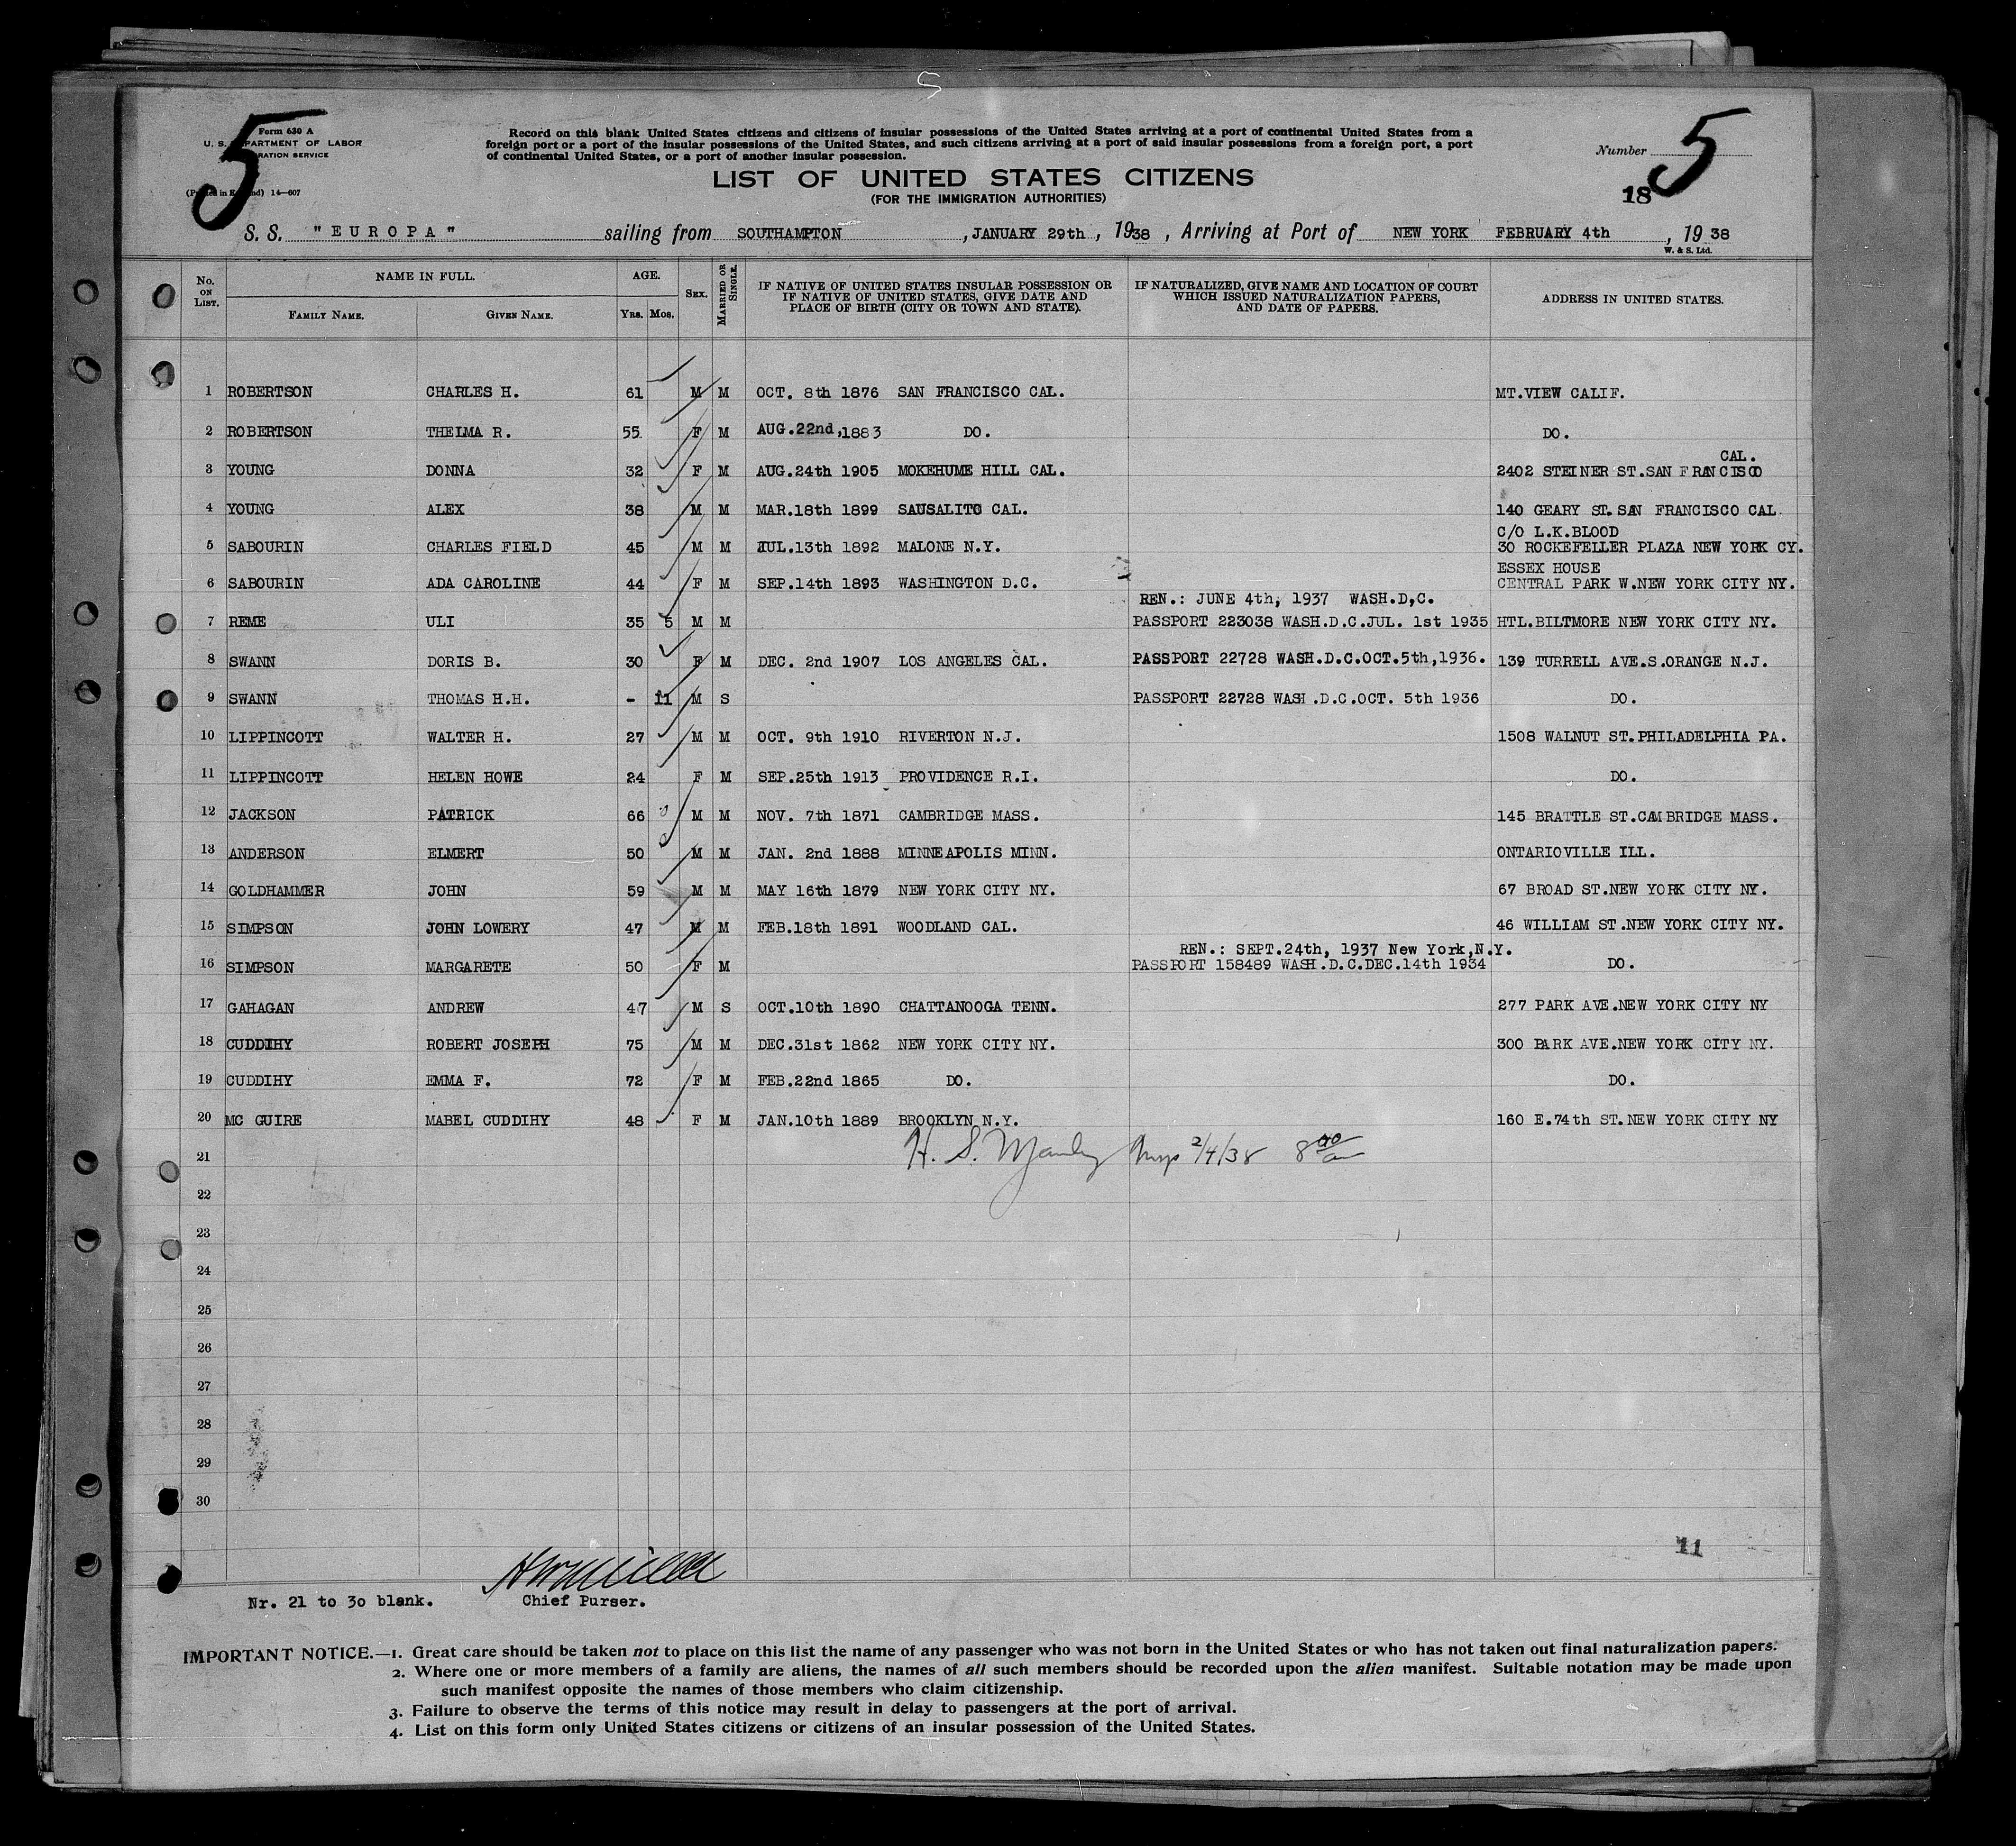 5
5
5
Form 630 A
U. S. DEPARTMENT OF LABOR
IMMIGRATION SERVICE
(Printed in England) 14—607
Record on this blank United States citizens and citizens of insular possessions of the United States arriving at a port of continental United States from a
foreign port or a port of the insular possessions of the United States, and such citizens arriving at a port of said insular possessions from a foreign port, a port
of continental United States, or a port of another insular possession.
Number
LIST OF UNITED STATES CITIZENS
(FOR THE IMMIGRATION AUTHORITIES)
18
S. S. "EUROPA" sailing from SOUTHAMPTON , JANUARY 29th , 1938 , Arriving at Port of NEW YORK FEBRUARY 4th , 19 38
W. & S. Ltd.
No. ON LIST. NAME IN FULL. FAMILY NAME. GIVEN NAME. AGE. YRS. MOS. SEX. MARRIED OR SINGLE. IF NATIVE OF UNITED STATES INSULAR POSSESSION OR IF NATIVE OF UNITED STATES, GIVE DATE AND PLACE OF BIRTH (CITY OR TOWN AND STATE). IF NATURALIZED, GIVE NAME AND LOCATION OF COURT WHICH ISSUED NATURALIZATION PAPERS, AND DATE OF PAPERS. ADDRESS IN UNITED STATES.
1 ROBERTSON CHARLES H. 61 M M OCT. 8th 1876 SAN FRANCISCO CAL. MT.VIEW CALIF.
2 ROBERTSON THELMA R. 55 F M AUG.22nd,1883 DO. DO.
CAL.
3 YOUNG DONNA 32 F M AUG.24th 1905 MOKEHUME HILL CAL. 2402 STEINER ST.SAN FRANCISCO
4 YOUNG ALEX 38 M M MAR.18th 1899 SAUSALITO CAL. 140 GEARY ST.SAN FRANCISCO CAL
C/O L.K.BLOOD
5 SABOURIN CHARLES FIELD 45 M M JUL.13th 1892 MALONE N.Y. 30 ROCKEFELLER PLAZA NEW YORK CY.
ESSEX HOUSE
6 SABOURIN ADA CAROLINE 44 F M SEP.14th 1893 WASHINGTON D.C. CENTRAL PARK W.NEW YORK CITY NY.
REN.: JUNE 4th, 1937 WASH.D,C.
7 REME ULI 35 5 M M PASSPORT 223038 WASH.D.C.JUL. 1st 1935 HTL.BILTMORE NEW YORK CITY NY.
8 SWANN DORIS B. 30 F M DEC. 2nd 1907 LOS ANGELES CAL. PASSPORT 22728 WASH.D.C.OCT.5th,1936. 139 TURRELL AVE.S.ORANGE N.J.
9 SWANN THOMAS H.H. - 11 M S PASSPORT 22728 WASH.D.C.OCT. 5th 1936 DO.
10 LIPPINCOTT WALTER H. 27 M M OCT. 9th 1910 RIVERTON N.J. 1508 WALNUT ST.PHILADELPHIA PA.
11 LIPPINCOTT HELEN HOWE 24 F M SEP.25th 1913 PROVIDENCE R.I. DO.
12 JACKSON PATRICK 66 M M NOV. 7th 1871 CAMBRIDGE MASS. 145 BRATTLE ST.CAMBRIDGE MASS.
13 ANDERSON ELMERT 50 M M JAN. 2nd 1888 MINNEAPOLIS MINN. ONTARIOVILLE ILL.
14 GOLDHAMMER JOHN 59 M M MAY 16th 1879 NEW YORK CITY NY. 67 BROAD ST.NEW YORK CITY NY.
15 SIMPSON JOHN LOWERY 47 M M FEB.18th 1891 WOODLAND CAL. 46 WILLIAM ST.NEW YORK CITY NY.
REN.: SEPT.24th, 1937 New York,N.Y.
16 SIMPSON MARGARETE 50 F M PASSPORT 158489 WASH.D.C.DEC.14th 1934 DO.
17 GAHAGAN ANDREW 47 M S OCT.10th 1890 CHATTANOOGA TENN. 277 PARK AVE.NEW YORK CITY NY
18 CUDDIHY ROBERT JOSEPH 75 M M DEC.31st 1862 NEW YORK CITY NY. 300 PARK AVE.NEW YORK CITY NY.
19 CUDDIHY EMMA F. 72 F M FEB.22nd 1865 DO. DO.
20 MC GUIRE MABEL CUDDIHY 48 F M JAN.10th 1889 BROOKLYN N.Y. 160 E.74th ST.NEW YORK CITY NY
21 H. S. Manley 2/4/38 8
22
23
24
25
26
27
28
29
30
11
Nr. 21 to 30 blank. Chief Purser.
IMPORTANT NOTICE.—1. Great care should be taken not to place on this list the name of any passenger who was not born in the United States or who has not taken out final naturalization papers.
2. Where one or more members of a family are aliens, the names of all such members should be recorded upon the alien manifest. Suitable notation may be made upon
such manifest opposite the names of those members who claim citizenship.
3. Failure to observe the terms of this notice may result in delay to passengers at the port of arrival.
4. List on this form only United States citizens or citizens of an insular possession of the United States.